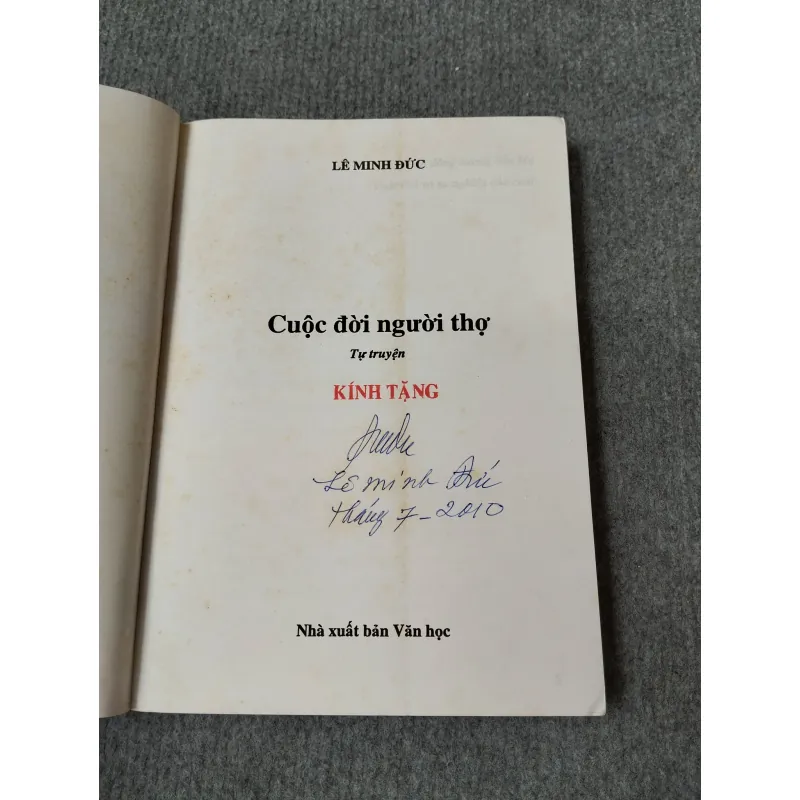 LÊ MINH ĐỨC
Cuộc đời người thợ
Tự truyện
KÍNH TẶNG
Lê minh Đức
tháng 7-2010
Nhà xuất bản Văn học